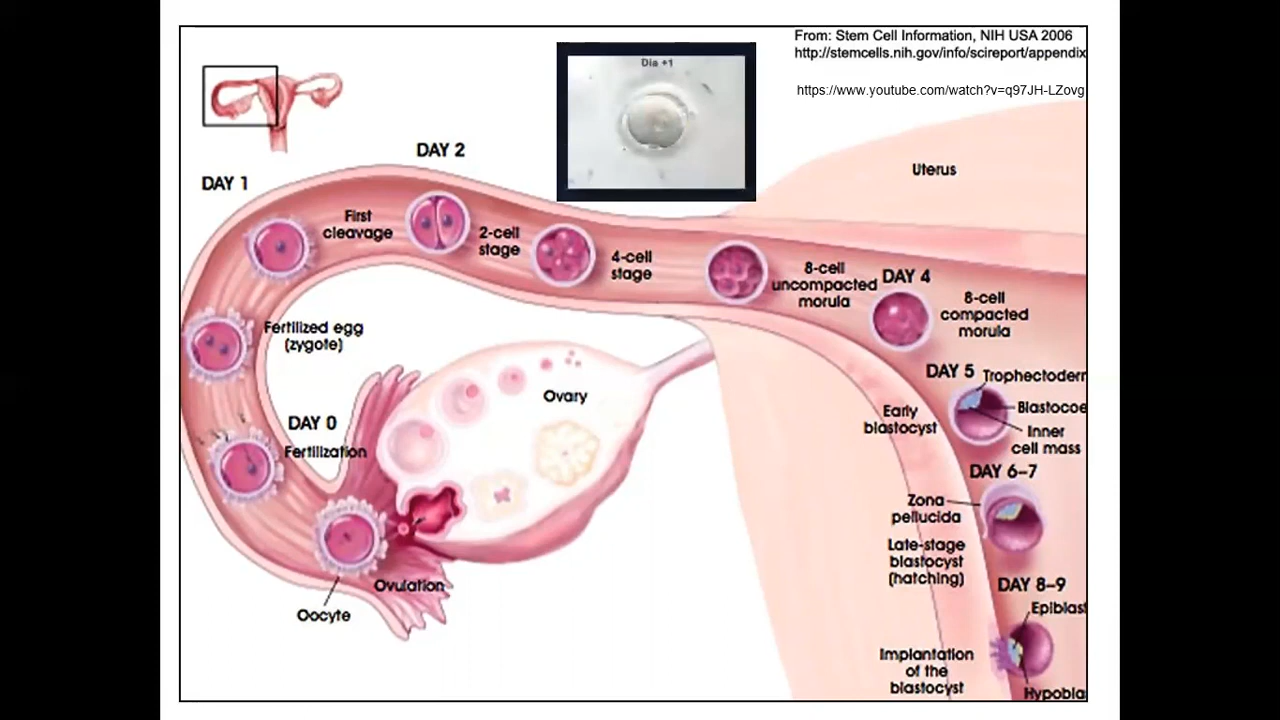 From: Stem Cell Information, NIH USA 2006
http://stemcells.nih.gov/info/scireport/appendix
https://www.youtube.com/watch?v=q97JH-LZovg
Dia +1
DAY 2
DAY 1
Uterus
First
cleavage
2-cell
stage
4-cell
stage
8-cell
uncompacted
morula
DAY 4
8-cell
compacted
morula
Fertilized egg
(zygote)
DAY 5
Trophectoderm
Blastocoe
Inner
cell mass
Early
blastocyst
Ovary
DAY 0
Fertilization
DAY 6–7
Zona
pellucida
Late-stage
blastocyst
(hatching)
Ovulation
Oocyte
DAY 8–9
Epiblast
Implantation
of the
blastocyst
Hypobla